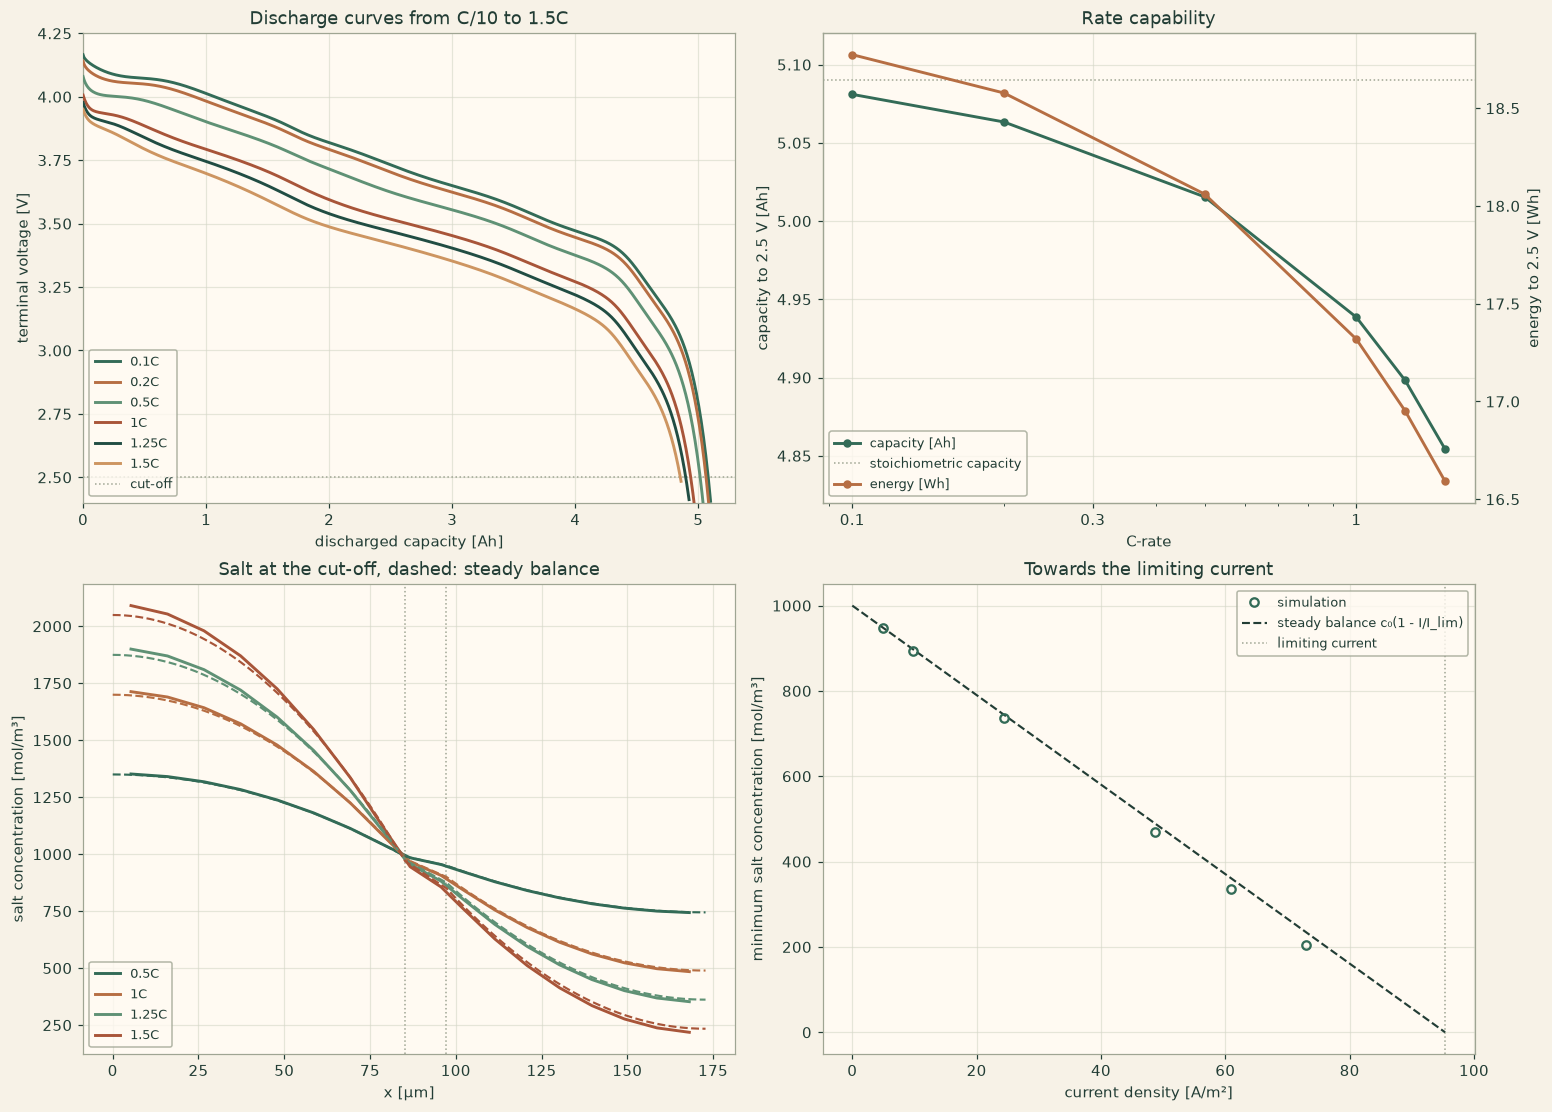 Discharge curves from C/10 to 1.5C
4.25
4.00
3.75
3.50
3.25
3.00
2.75
2.50
terminal voltage [V]
0.1C
0.2C
0.5C
1C
1.25C
1.5C
cut-off
0 1 2 3 4 5
discharged capacity [Ah]
Rate capability
5.10
5.05
5.00
4.95
4.90
4.85
capacity to 2.5 V [Ah]
18.5
18.0
17.5
17.0
16.5
energy to 2.5 V [Wh]
capacity [Ah]
stoichiometric capacity
energy [Wh]
0.1 0.3 1
C-rate
Salt at the cut-off, dashed: steady balance
2000
1750
1500
1250
1000
750
500
250
salt concentration [mol/m³]
0.5C
1C
1.25C
1.5C
0 25 50 75 100 125 150 175
x [µm]
Towards the limiting current
1000
800
600
400
200
0
minimum salt concentration [mol/m³]
simulation
steady balance c₀(1 - I/I_lim)
limiting current
0 20 40 60 80 100
current density [A/m²]